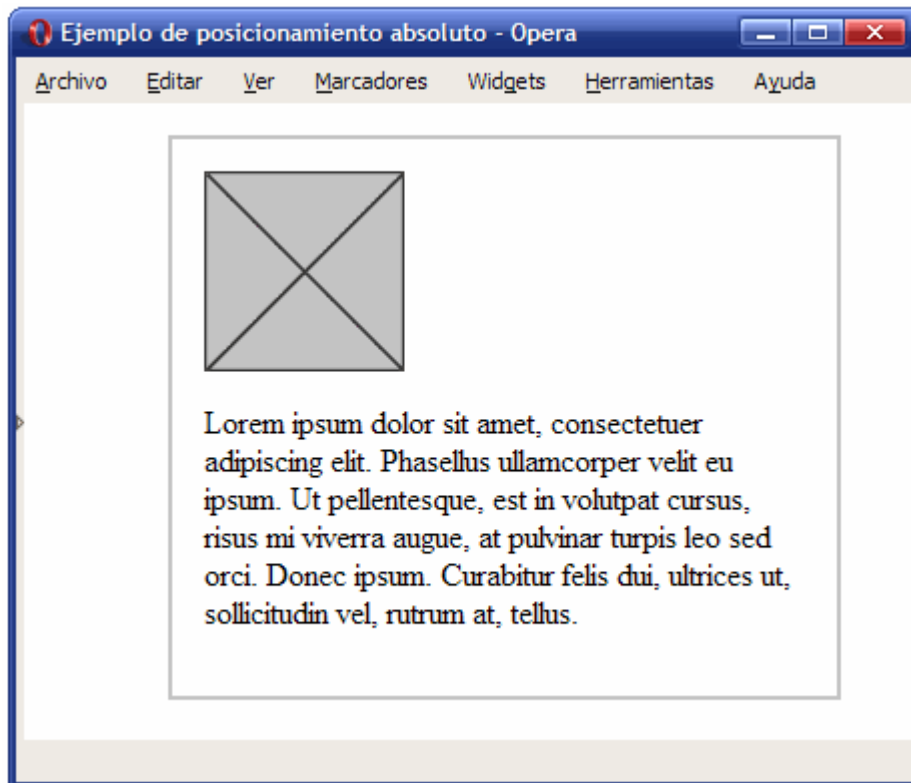 Ejemplo de posicionamiento absoluto - Opera
Archivo Editar Ver Marcadores Widgets Herramientas Ayuda
Lorem ipsum dolor sit amet, consectetuer
adipiscing elit. Phasellus ullamcorper velit eu
ipsum. Ut pellentesque, est in volutpat cursus,
risus mi viverra augue, at pulvinar turpis leo sed
orci. Donec ipsum. Curabitur felis dui, ultrices ut,
sollicitudin vel, rutrum at, tellus.